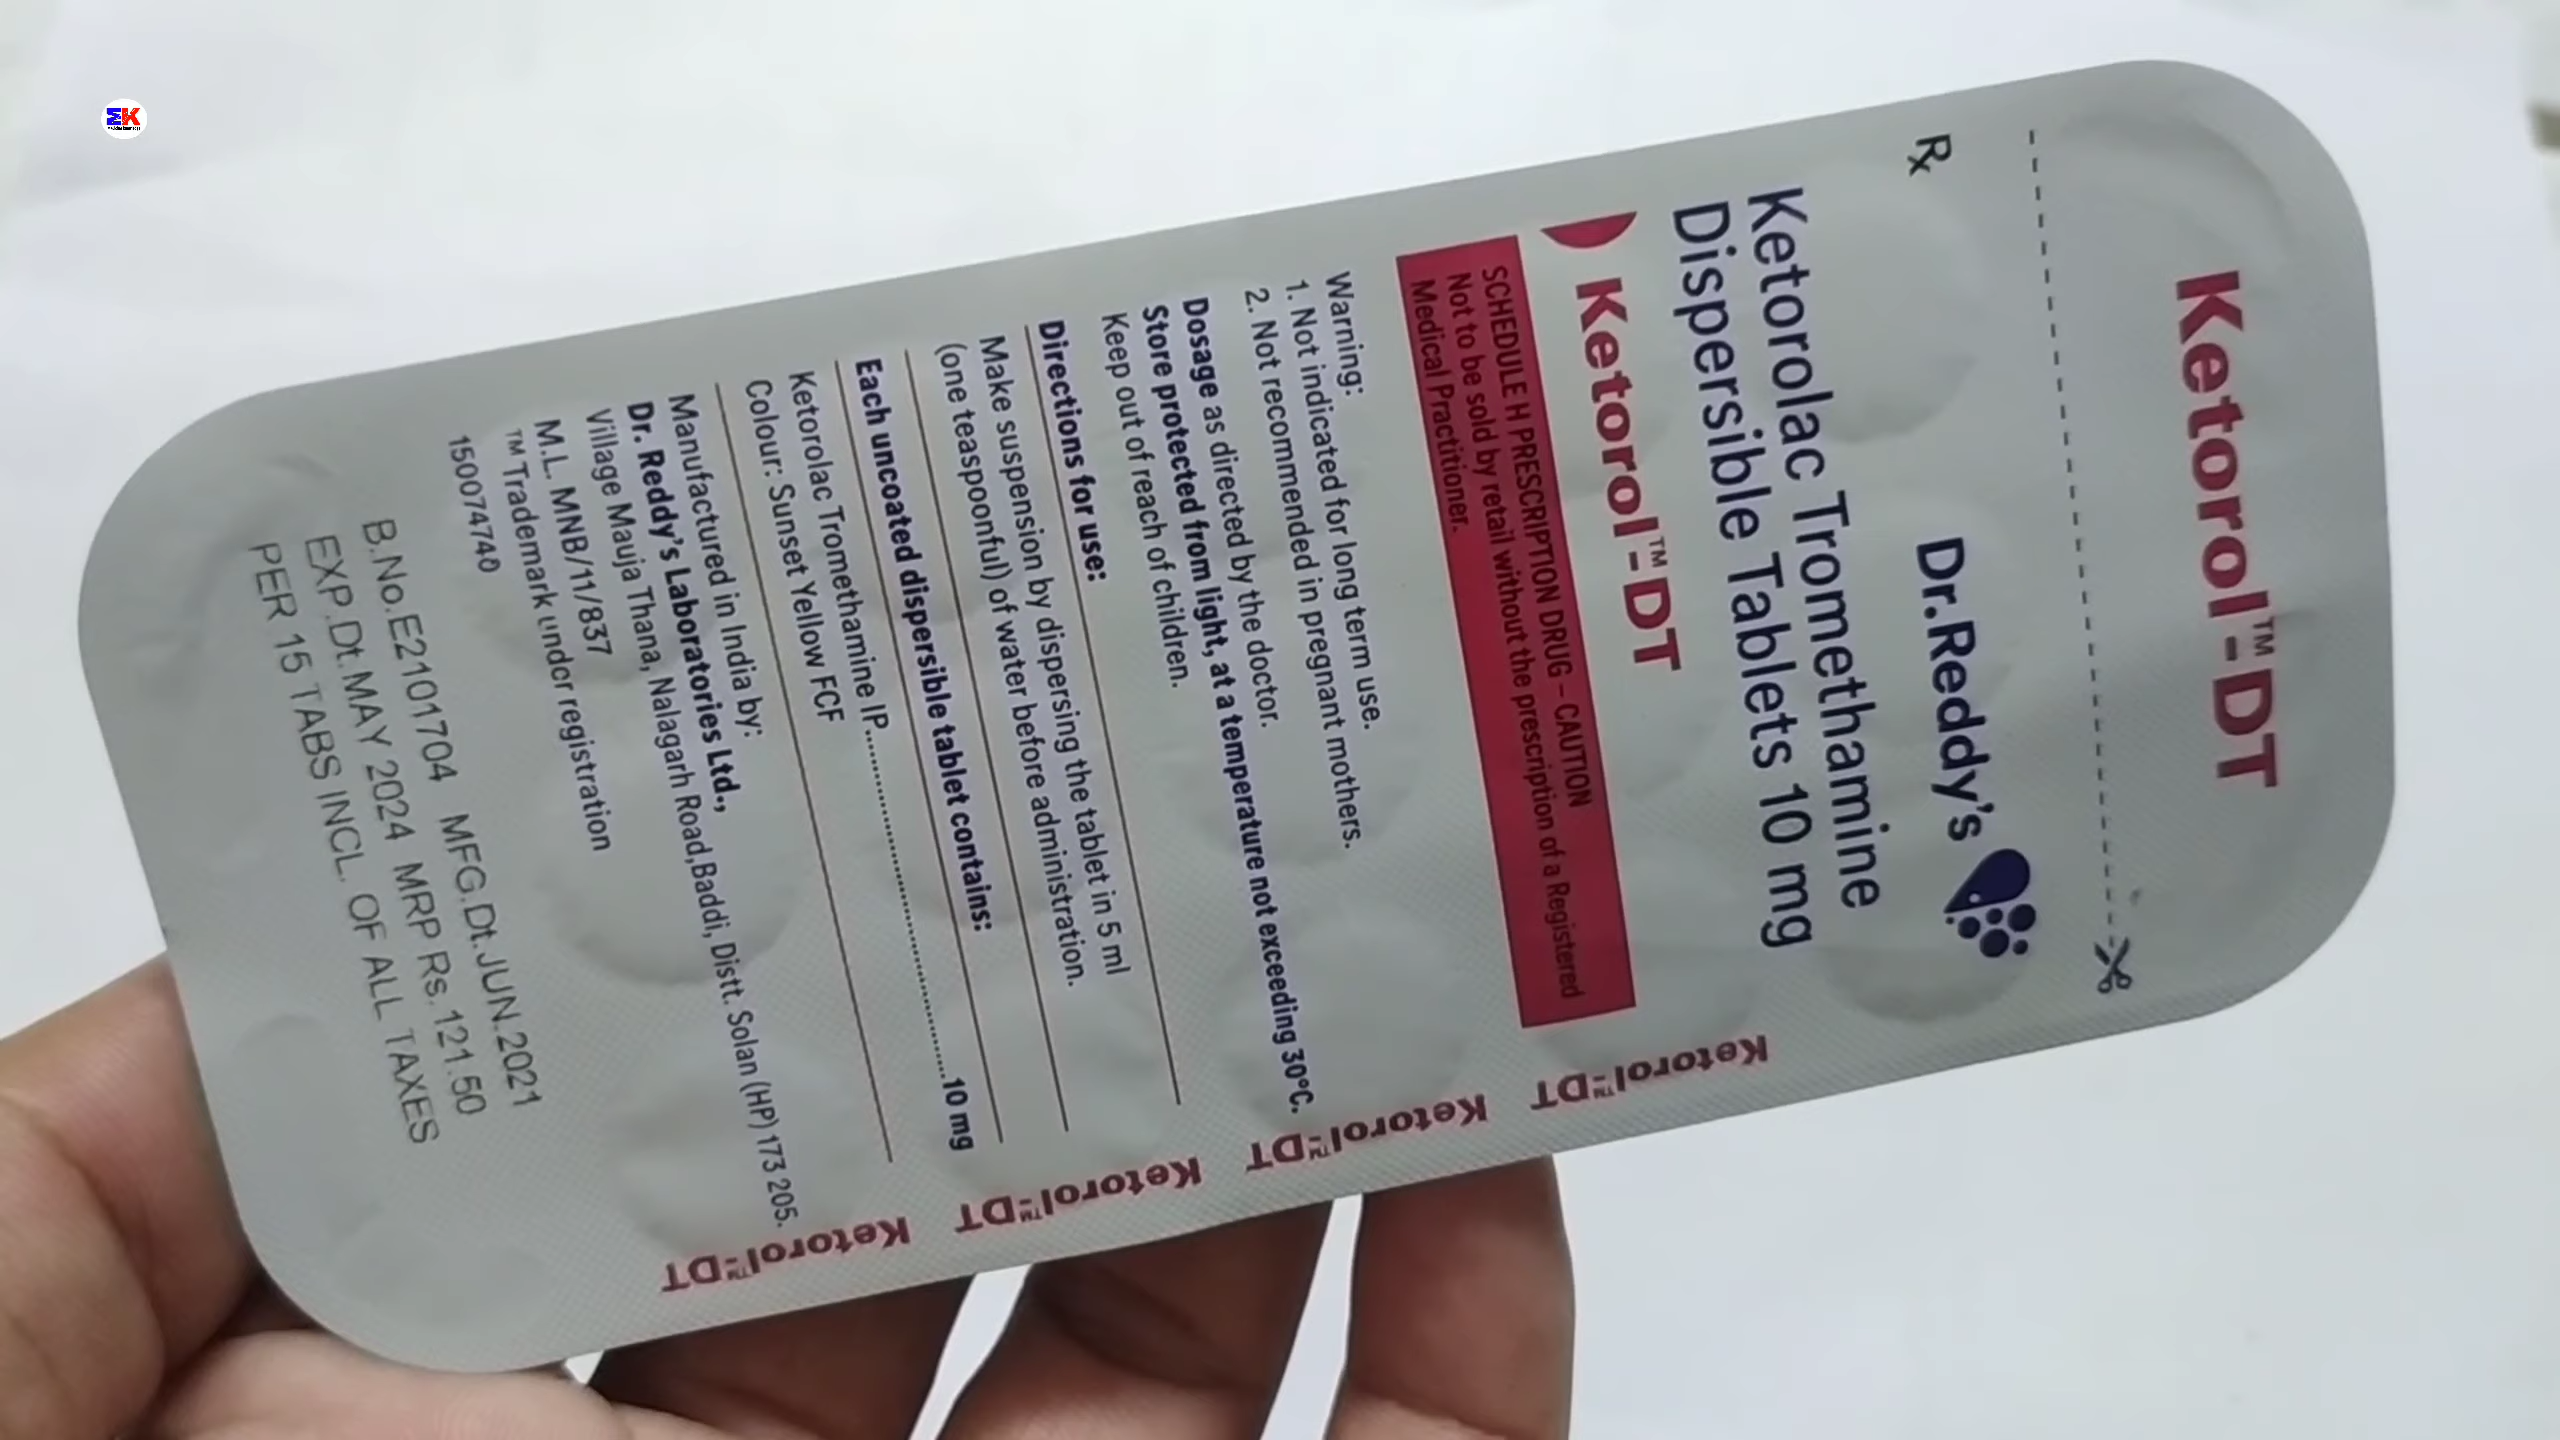 Ketorol™-DT
Rx
Dr.Reddy's
Ketorolac Tromethamine
Dispersible Tablets 10 mg
Ketorol™-DT
SCHEDULE H PRESCRIPTION DRUG – CAUTION
Not to be sold by retail without the prescription of a Registered
Medical Practitioner.
Warning:
1. Not indicated for long term use.
2. Not recommended in pregnant mothers.
Dosage as directed by the doctor.
Store protected from light, at a temperature not exceeding 30°C.
Keep out of reach of children.
Directions for use:
Make suspension by dispersing the tablet in 5 ml
(one teaspoonful) of water before administration.
Each uncoated dispersible tablet contains:
Ketorolac Tromethamine IP..............................10 mg
Colour: Sunset Yellow FCF
Manufactured in India by:
Dr. Reddy's Laboratories Ltd.,
Village Mauja Thana, Nalagarh Road,Baddi, Distt. Solan (HP) 173 205.
M.L. MNB/11/837
™ Trademark under registration
150074740
B.No.E2101704 MFG.Dt.JUN.2021
EXP.Dt.MAY 2024 MRP Rs.121.50
PER 15 TABS INCL. OF ALL TAXES
Ketorol™-DT
Ketorol™-DT
Ketorol™-DT
Ketorol™-DT
MK